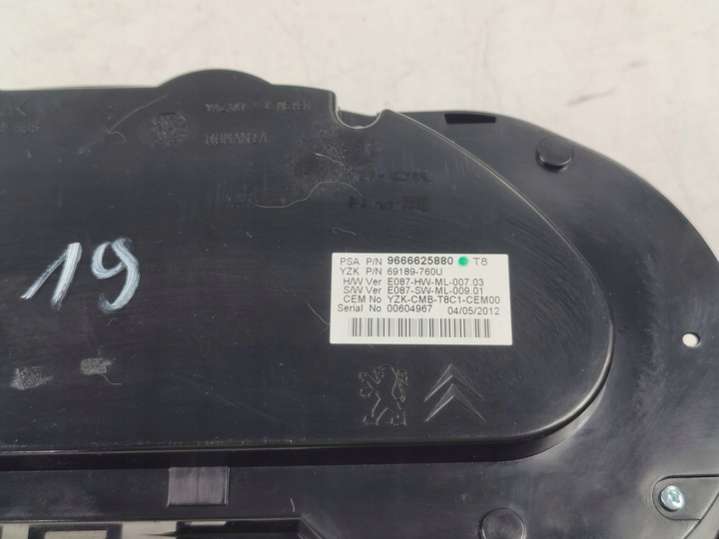 19
PSA P/N 9666625880 T8
YZK P/N 69189-760U
H/W Ver E087-HW-ML-007.03
S/W Ver E087-SW-ML-009.01
CEM No YZK-CMB-T8C1-CEM00
Serial No 00604967 04/05/2012